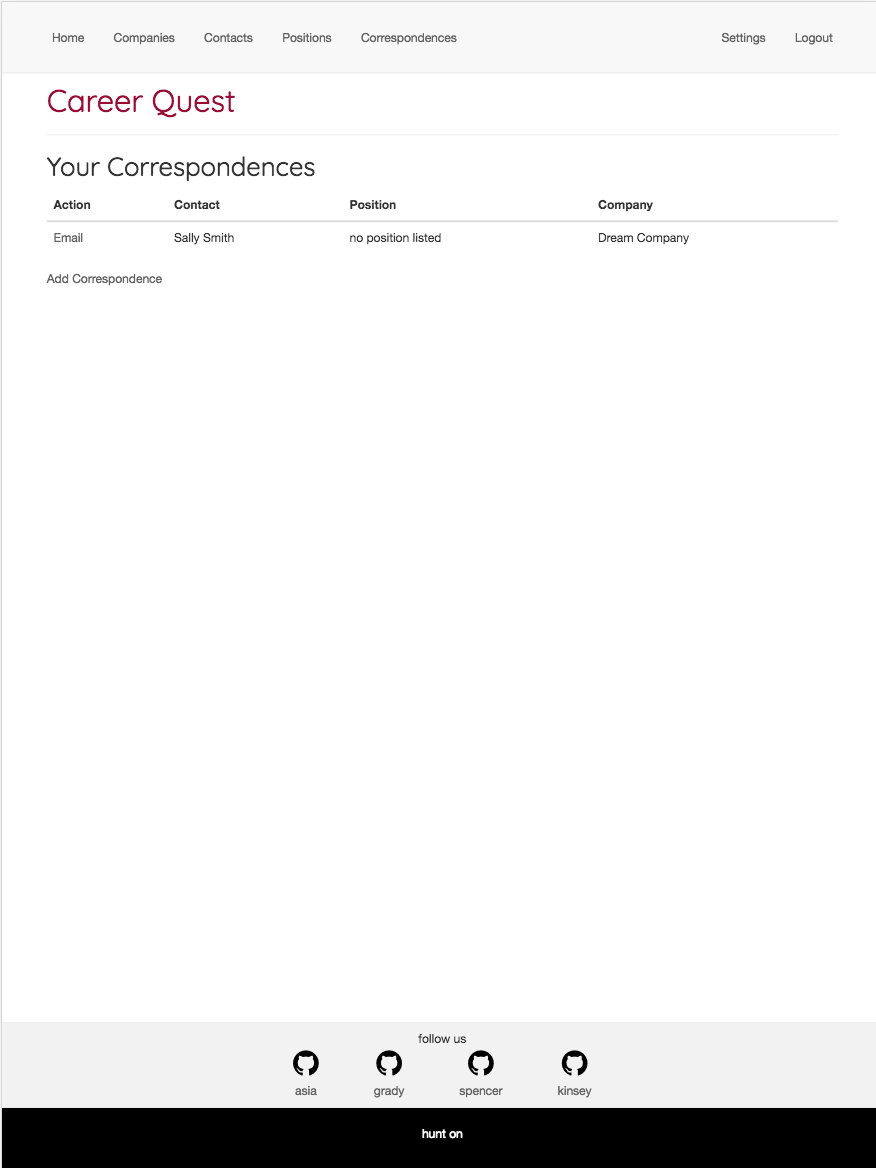 Home Companies Contacts Positions Correspondences Settings Logout
Career Quest
Your Correspondences
Action Contact Position Company
Email Sally Smith no position listed Dream Company
Add Correspondence
follow us
asia grady spencer kinsey
hunt on